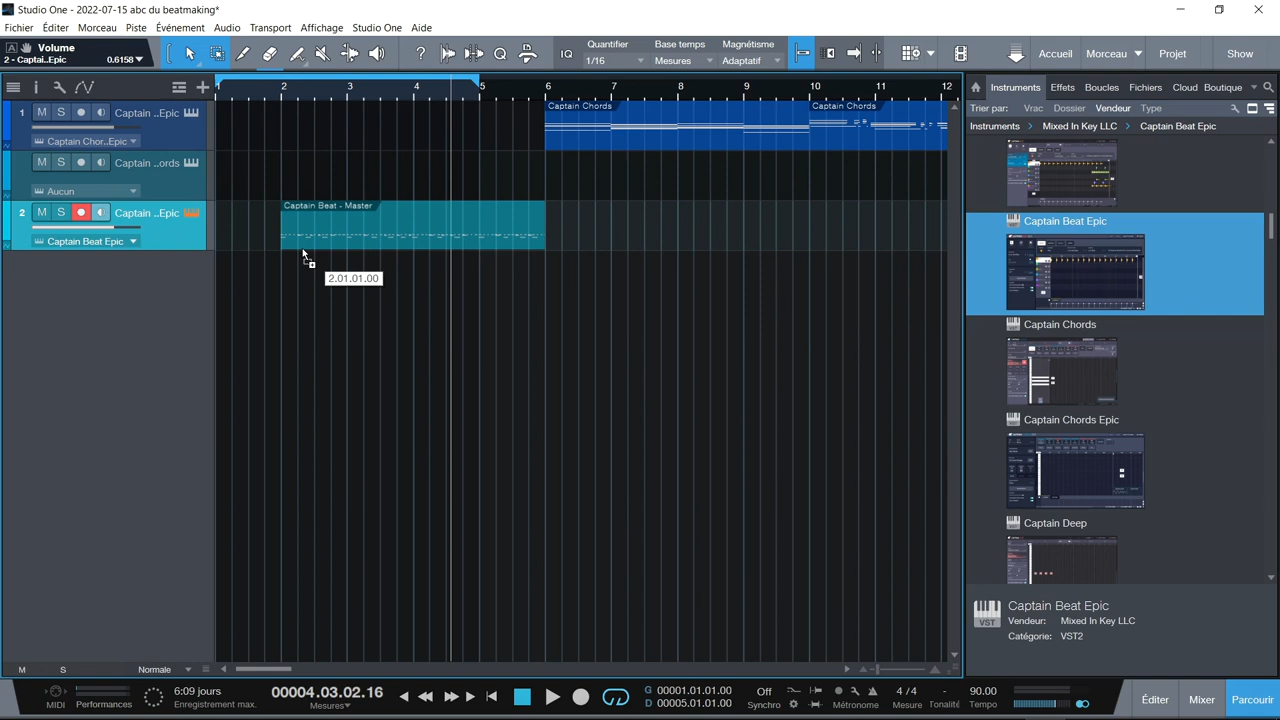 Studio One - 2022-07-15 abc du beatmaking*
Fichier Éditer Morceau Piste Événement Audio Transport Affichage Studio One Aide
A Volume
2 - Captai..Epic 0.6158
? IQ
Quantifier Base temps Magnétisme
1/16 Mesures Adaptatif
Accueil Morceau Projet Show
1 2 3 4 5 6 7 8 9 10 11 12
Instruments Effets Boucles Fichiers Cloud Boutique
Trier par: Vrac Dossier Vendeur Type
Instruments Mixed In Key LLC Captain Beat Epic
1 M S Captain ..Epic
Captain Chor...Epic
M S Captain ..ords
Aucun
2 M S Captain ..Epic
Captain Beat Epic
Captain Chords Captain Chords
Captain Beat - Master
2.01.01.00
Captain Beat Epic
Captain Chords
Captain Chords Epic
Captain Deep
VST
Captain Beat Epic
Vendeur: Mixed In Key LLC
Catégorie: VST2
M S Normale
MIDI Performances
6:09 jours
Enregistrement max.
00004.03.02.16
Mesures
G 00001.01.01.00
D 00005.01.01.00
Off
Synchro
Métronome
4 / 4
Mesure
-
Tonalité
90.00
Tempo
Éditer Mixer Parcourir